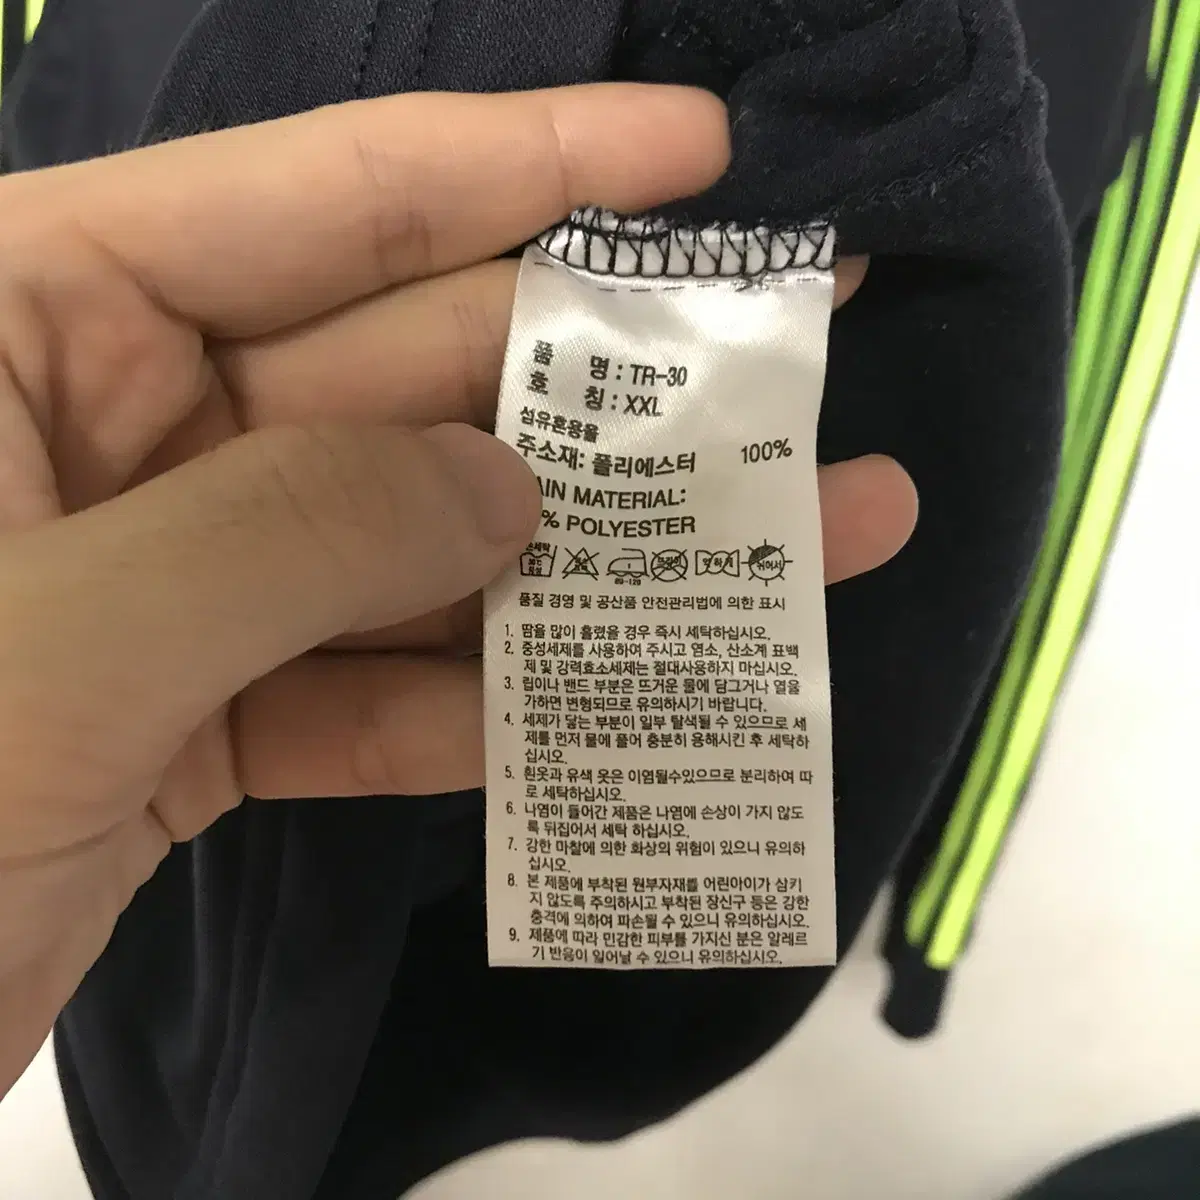 품 명 : TR-30
호 칭 : XXL
섬유혼용율
주소재: 폴리에스터 100%
AIN MATERIAL:
% POLYESTER
80-120
품질 경영 및 공산품 안전관리법에 의한 표시
1. 땀을 많이 흘렸을 경우 즉시 세탁하십시오.
2. 중성세제를 사용하여 주시고 염소, 산소계 표백
제 및 강력효소세제는 절대사용하지 마십시오.
3. 립이나 밴드 부분은 뜨거운 물에 담그거나 열을
가하면 변형되므로 유의하시기 바랍니다.
4. 세제가 닿는 부분이 일부 탈색될 수 있으므로 세
제를 먼저 물에 풀어 충분히 용해시킨 후 세탁하
십시오.
5. 흰옷과 유색 옷은 이염될수있으므로 분리하여 따
로 세탁하십시오.
6. 나염이 들어간 제품은 나염에 손상이 가지 않도
록 뒤집어서 세탁 하십시오.
7. 강한 마찰에 의한 화상의 위험이 있으니 유의하
십시오.
8. 본 제품에 부착된 원부자재를 어린아이가 삼키
지 않도록 주의하시고 부착된 장신구 등은 강한
충격에 의하여 파손될 수 있으니 유의하십시오.
9. 제품에 따라 민감한 피부를 가지신 분은 알레르
기 반응이 일어날 수 있으니 유의하십시오.